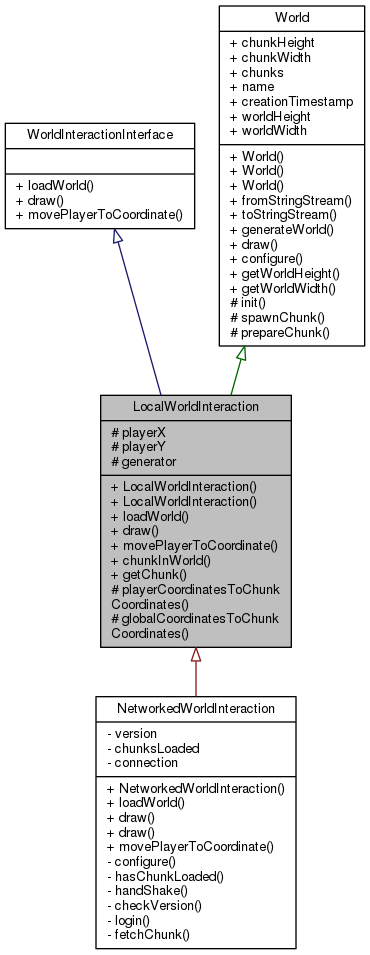 World
+ chunkHeight
+ chunkWidth
+ chunks
+ name
+ creationTimestamp
+ worldHeight
+ worldWidth
+ World()
+ World()
+ World()
+ fromStringStream()
+ toStringStream()
+ generateWorld()
+ draw()
+ configure()
+ getWorldHeight()
+ getWorldWidth()
# init()
# spawnChunk()
# prepareChunk()
WorldInteractionInterface
+ loadWorld()
+ draw()
+ movePlayerToCoordinate()
LocalWorldInteraction
# playerX
# playerY
# generator
+ LocalWorldInteraction()
+ LocalWorldInteraction()
+ loadWorld()
+ draw()
+ movePlayerToCoordinate()
+ chunkInWorld()
+ getChunk()
# playerCoordinatesToChunk
Coordinates()
# globalCoordinatesToChunk
Coordinates()
NetworkedWorldInteraction
- version
- chunksLoaded
- connection
+ NetworkedWorldInteraction()
+ loadWorld()
+ draw()
+ draw()
+ movePlayerToCoordinate()
- configure()
- hasChunkLoaded()
- handShake()
- checkVersion()
- login()
- fetchChunk()